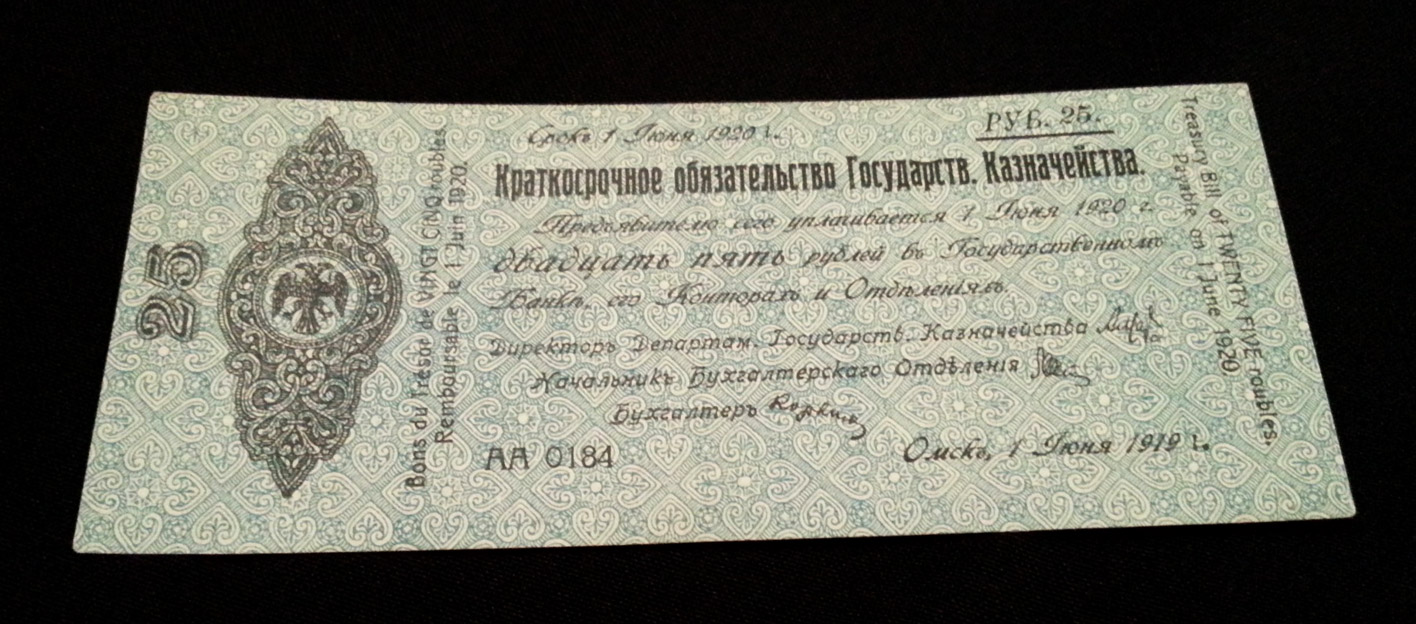 25
Bons du Trésor de VINGT CINQ roubles.
Remboursable le 1 Juin 1920.
Срокъ 1 Іюня 1920 г.
РУБ. 25.
Краткосрочное обязательство Государств. Казначейства.
Предъявителю сего уплачивается 1 Іюня 1920 г.
двадцать пять рублей въ Государственномъ
Банкѣ, его Конторахъ и Отдѣленіяхъ.
Директоръ Департам. Государств. Казначейства
Начальникъ Бухгалтерскаго Отдѣленія
Бухгалтеръ
АА 0184
Омскъ, 1 Іюня 1919 г.
Treasury Bill of TWENTY FIVE roubles.
Payable on 1 June 1920